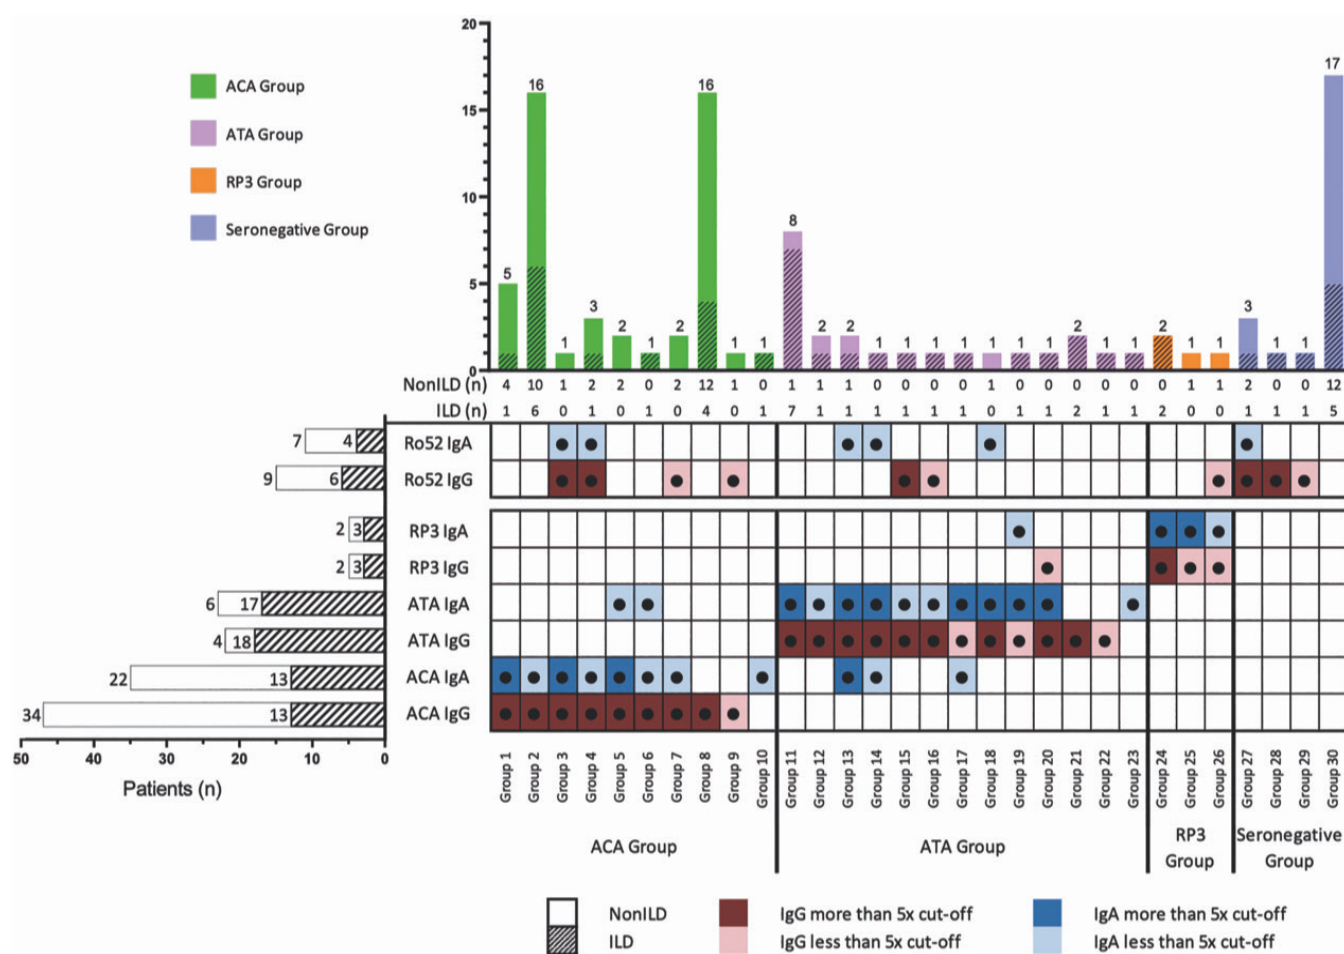 20
15
10
5
0
ACA Group
ATA Group
RP3 Group
Seronegative Group
5 16 1 3 2 1 2 16 1 1 8 2 2 1 1 1 1 1 1 1 2 1 1 2 1 1 3 1 1 17
NonILD (n) 4 10 1 2 2 0 2 12 1 0 1 1 1 0 0 0 0 1 0 0 0 0 0 0 1 1 2 0 0 12
ILD (n) 1 6 0 1 0 1 0 4 0 1 7 1 1 1 1 1 1 0 1 1 2 1 1 2 0 0 1 1 1 5
7 4 Ro52 IgA
9 6 Ro52 IgG
2 3 RP3 IgA
2 3 RP3 IgG
6 17 ATA IgA
4 18 ATA IgG
22 13 ACA IgA
34 13 ACA IgG
50 40 30 20 10 0
Patients (n)
Group 1
Group 2
Group 3
Group 4
Group 5
Group 6
Group 7
Group 8
Group 9
Group 10
Group 11
Group 12
Group 13
Group 14
Group 15
Group 16
Group 17
Group 18
Group 19
Group 20
Group 21
Group 22
Group 23
Group 24
Group 25
Group 26
Group 27
Group 28
Group 29
Group 30
ACA Group
ATA Group
RP3
Group
Seronegative
Group
NonILD
ILD
IgG more than 5x cut-off
IgG less than 5x cut-off
IgA more than 5x cut-off
IgA less than 5x cut-off